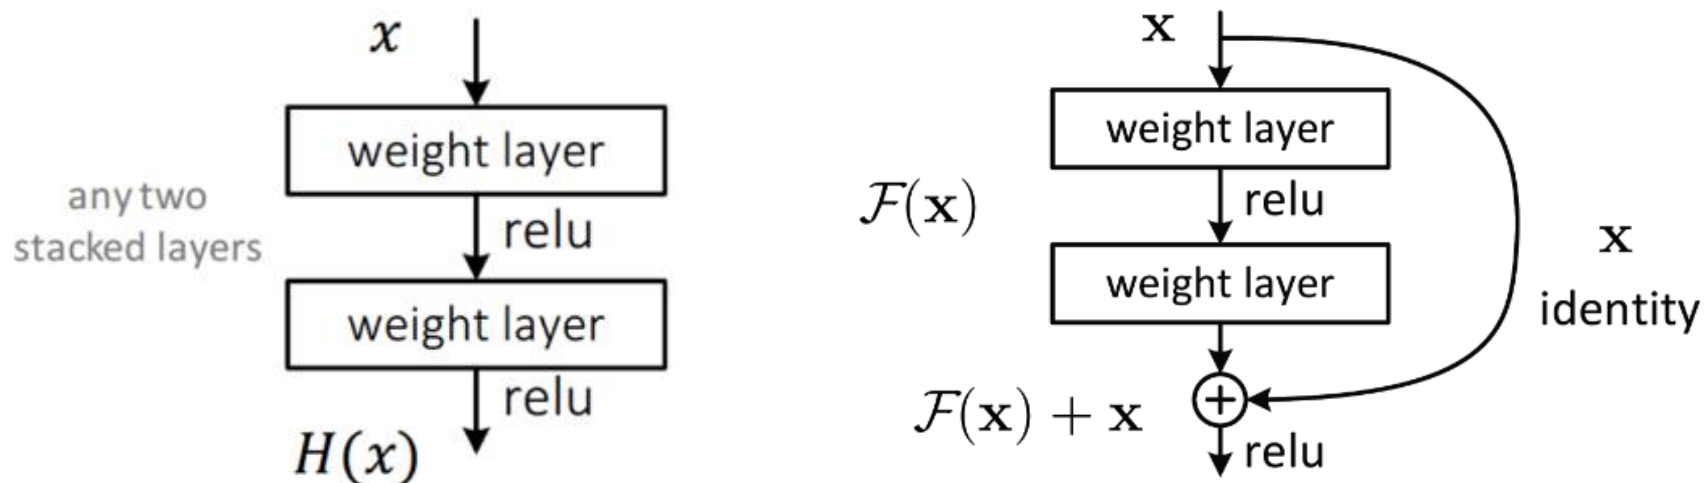 x
weight layer
any two
stacked layers
relu
weight layer
relu
H(x)
x
weight layer
F(x)
relu
x
identity
weight layer
F(x) + x
+
relu